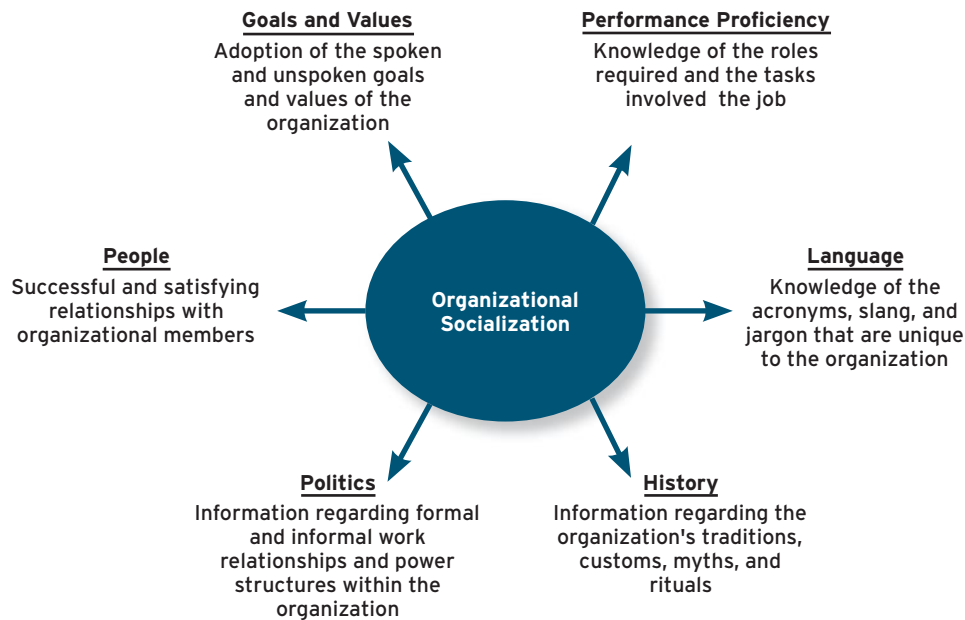 Goals and Values
Adoption of the spoken
and unspoken goals
and values of the
organization
Performance Proficiency
Knowledge of the roles
required and the tasks
involved the job
People
Successful and satisfying
relationships with
organizational members
Organizational
Socialization
Language
Knowledge of the
acronyms, slang, and
jargon that are unique
to the organization
Politics
Information regarding formal
and informal work
relationships and power
structures within the
organization
History
Information regarding the
organization's traditions,
customs, myths, and
rituals